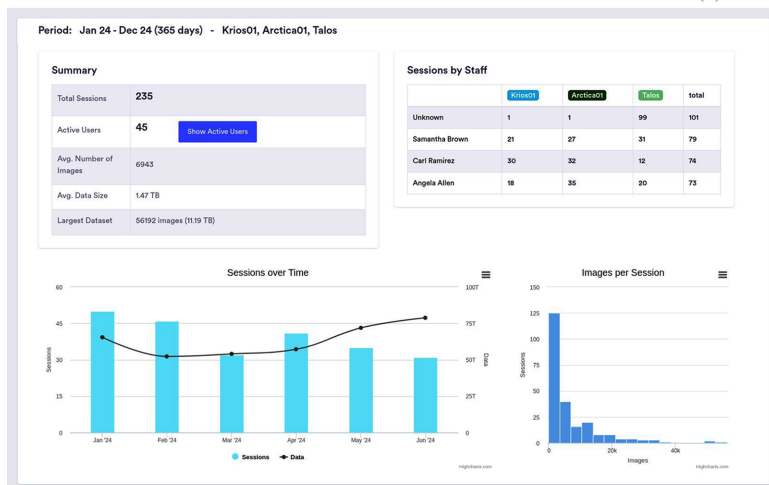 Period: Jan 24 - Dec 24 (365 days) - Krios01, Arctica01, Talos
Summary
Total Sessions 235
Active Users 45 Show Active Users
Avg. Number of
Images 6943
Avg. Data Size 1.47 TB
Largest Dataset 56192 images (11.19 TB)
Sessions by Staff
Krios01 Arctica01 Talos total
Unknown 1 1 99 101
Samantha Brown 21 27 31 79
Carl Ramirez 30 32 12 74
Angela Allen 18 35 20 73
Sessions over Time
60 100T
45 75T
30 50T
15 25T
0 0
Sessions
Data
Jan '24 Feb '24 Mar '24 Apr '24 May '24 Jun '24
Sessions Data
Highcharts.com
Images per Session
150
125
100
75
50
25
0
Sessions
0 20k 40k
Images
Highcharts.com